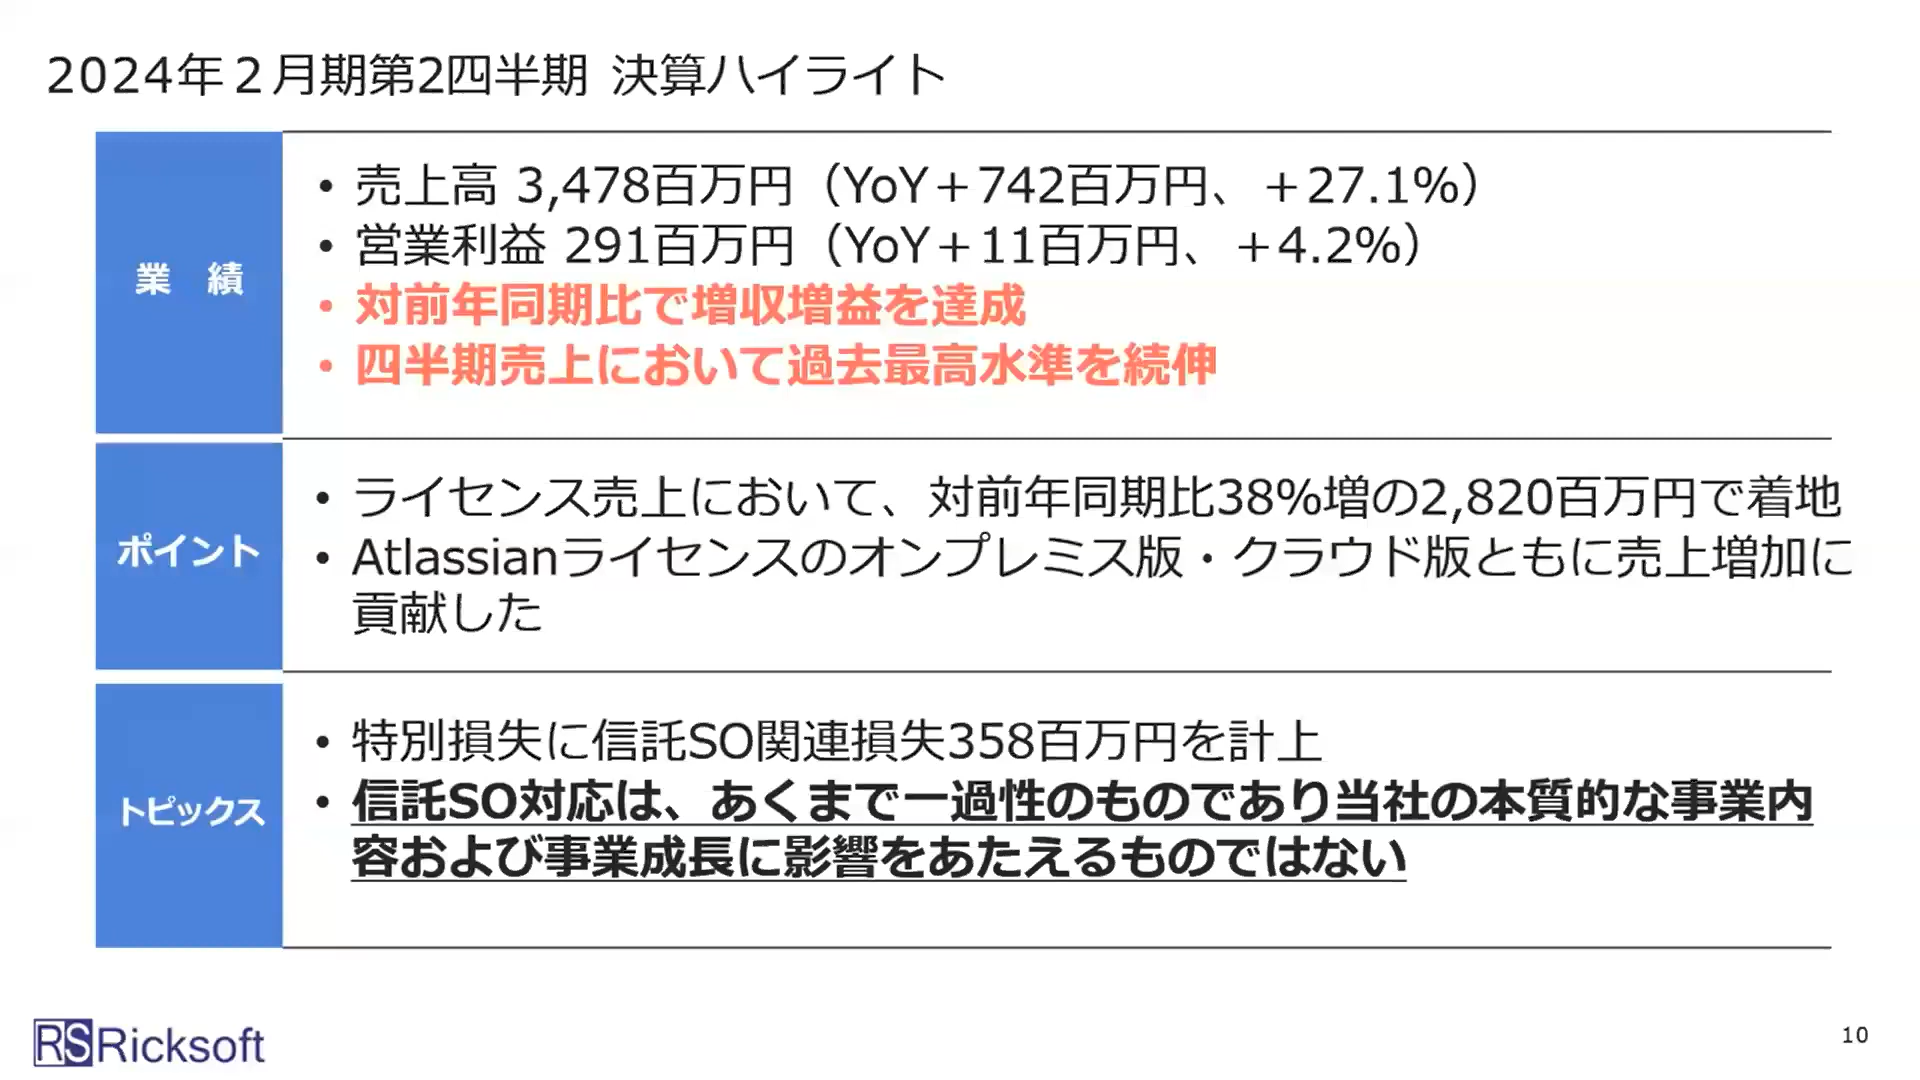 2024年２月期第2四半期 決算ハイライト
業　績
• 売上高 3,478百万円（YoY＋742百万円、＋27.1%）
• 営業利益 291百万円（YoY＋11百万円、＋4.2%）
• 対前年同期比で増収増益を達成
• 四半期売上において過去最高水準を続伸
ポイント
• ライセンス売上において、対前年同期比38%増の2,820百万円で着地
• Atlassianライセンスのオンプレミス版・クラウド版ともに売上増加に
貢献した
トピックス
• 特別損失に信託SO関連損失358百万円を計上
• 信託SO対応は、あくまで一過性のものであり当社の本質的な事業内
容および事業成長に影響をあたえるものではない
RS Ricksoft
10